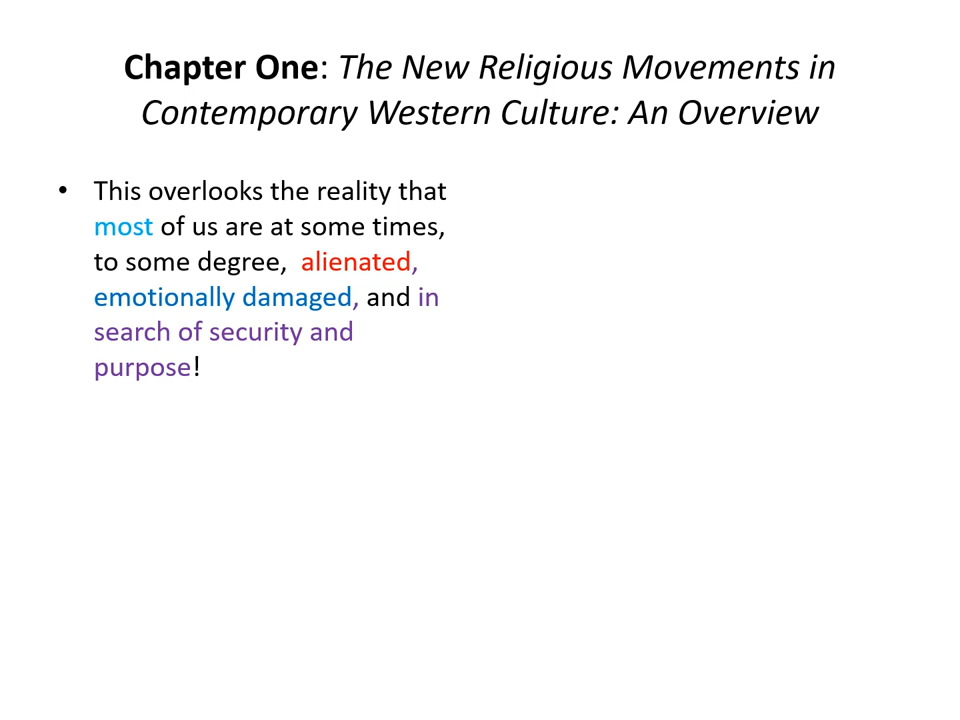 Chapter One: The New Religious Movements in
Contemporary Western Culture: An Overview
• This overlooks the reality that
most of us are at some times,
to some degree,  alienated,
emotionally damaged, and in
search of security and
purpose!